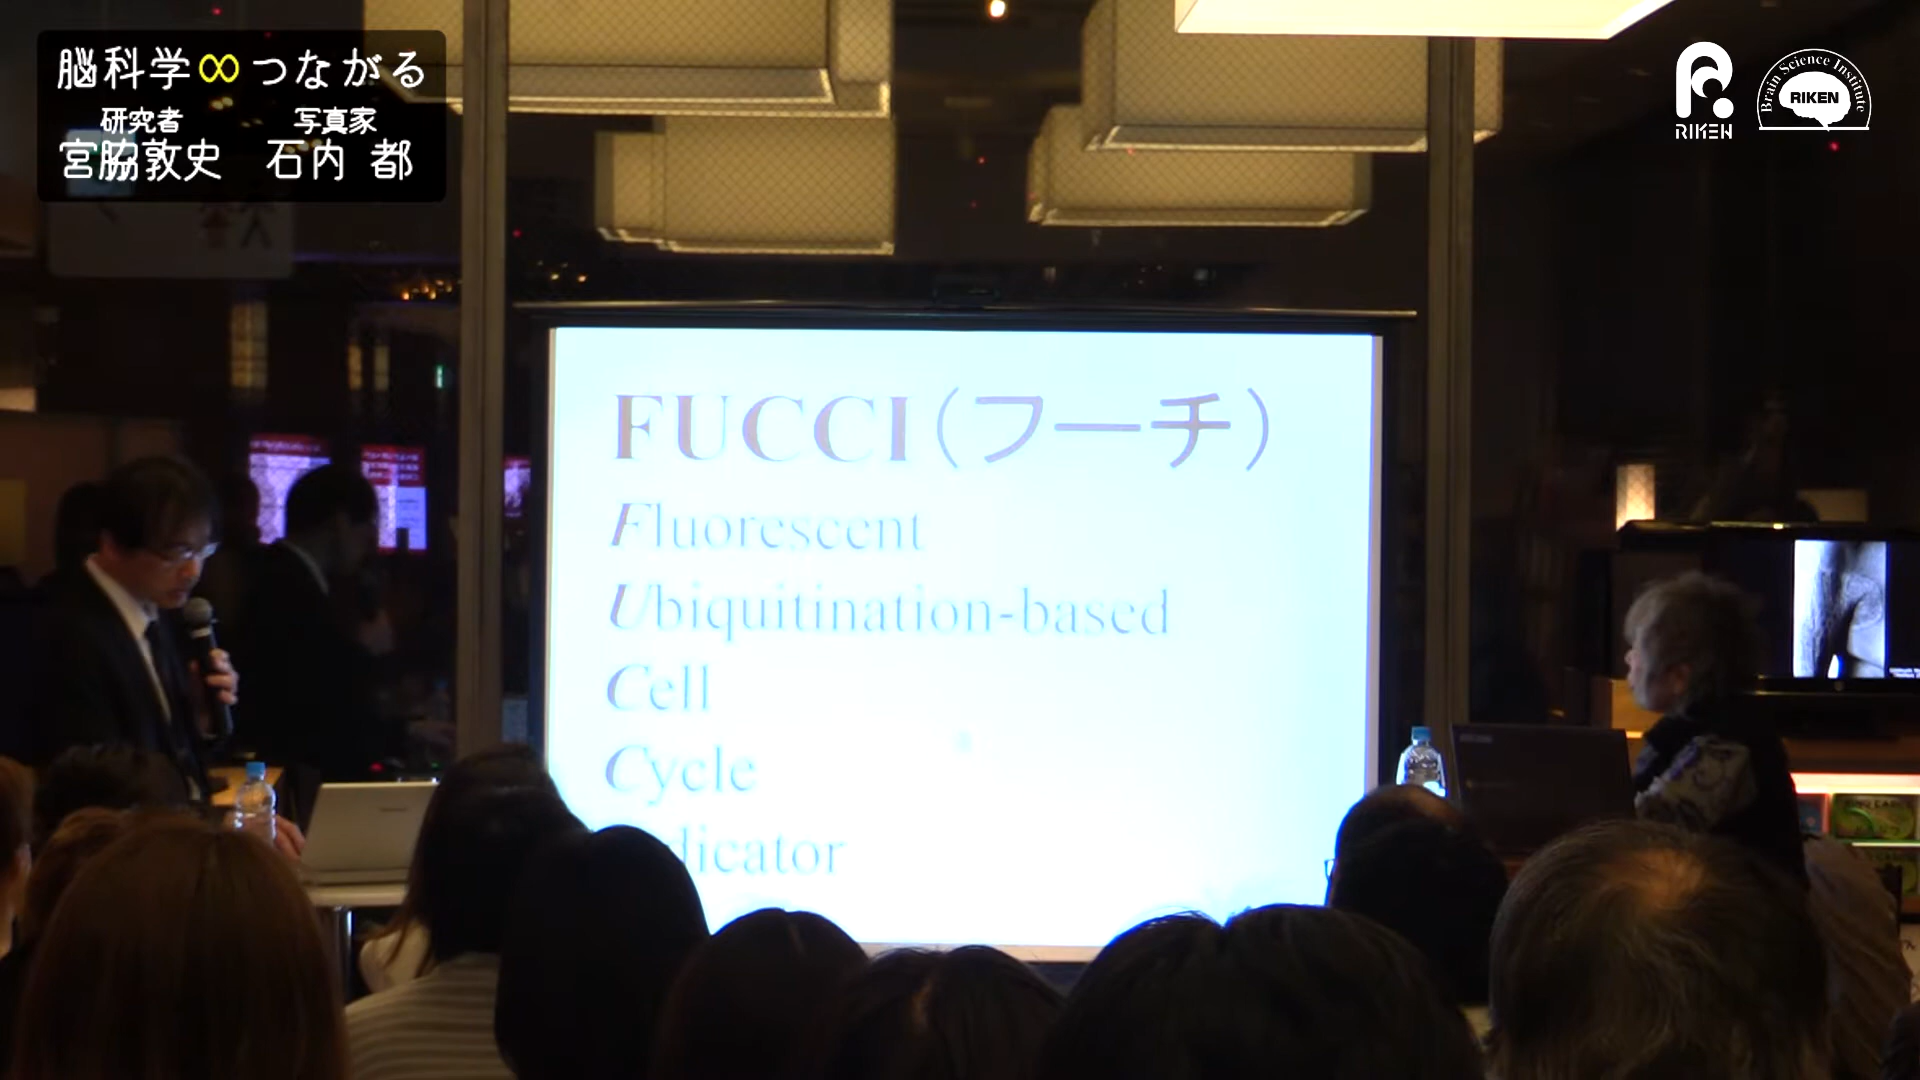 脳科学∞つながる
研究者 写真家
宮脇敦史 石内 都
RIKEN
Brain Science Institute
RIKEN
FUCCI(フーチ)
Fluorescent
Ubiquitination-based
Cell
Cycle
dicator